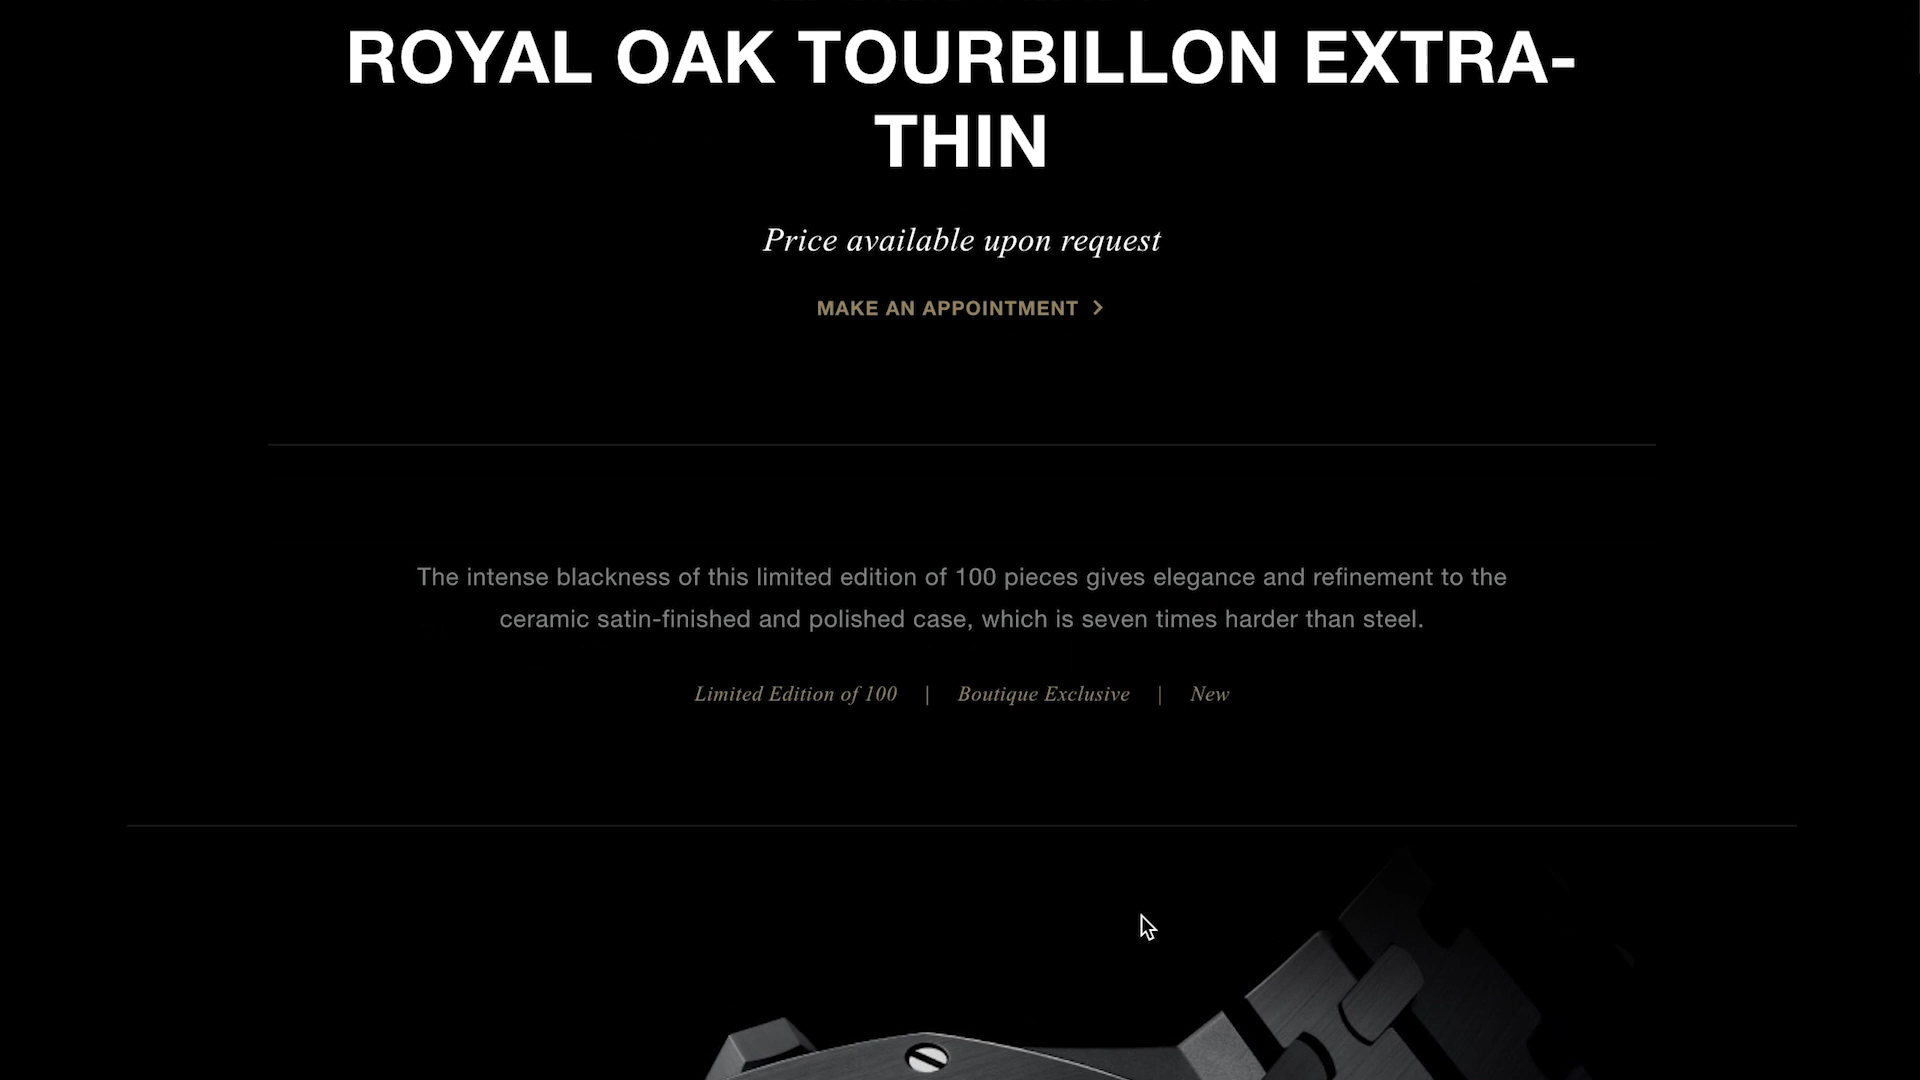 ROYAL OAK TOURBILLON EXTRA-
THIN
Price available upon request
MAKE AN APPOINTMENT >
The intense blackness of this limited edition of 100 pieces gives elegance and refinement to the
ceramic satin-finished and polished case, which is seven times harder than steel.
Limited Edition of 100 | Boutique Exclusive | New